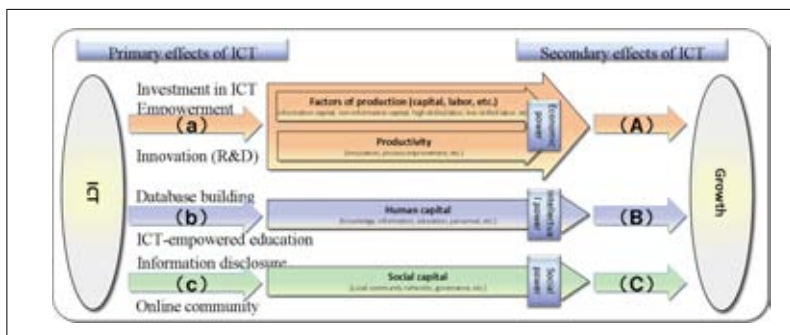 Primary effects of ICT
Secondary effects of ICT
Investment in ICT
Empowerment
(a)
Innovation (R&D)
Factors of production (capital, labor, etc.)
Productivity
(Innovation, process improvement, etc.)
Economic
power
(A)
ICT
Growth
Database building
(b)
ICT-empowered education
Human capital
(Knowledge, information, education, personnel, etc.)
Intellectua
l power
(B)
Information disclosure
(c)
Online community
Social capital
(Local community networks, governance, etc.)
Social
power
(C)